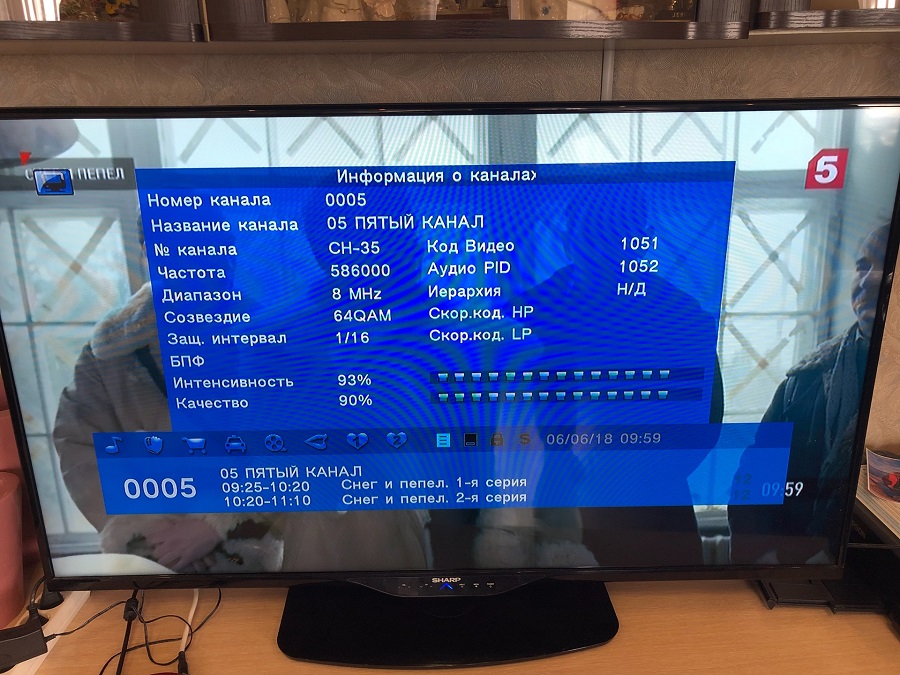 ПЕПЕЛ
5
Информация о каналах
Номер канала 0005
Название канала 05 ПЯТЫЙ КАНАЛ
№ канала CH-35 Код Видео 1051
Частота 586000 Аудио PID 1052
Диапазон 8 MHz Иерархия Н/Д
Созвездие 64QAM Скор.код. HP
Защ. интервал 1/16 Скор.код. LP
БПФ
Интенсивность 93%
Качество 90%
1 2 S 06/06/18 09:59
0005 05 ПЯТЫЙ КАНАЛ
09:25-10:20 Снег и пепел. 1-я серия
10:20-11:10 Снег и пепел. 2-я серия
09:59
SHARP